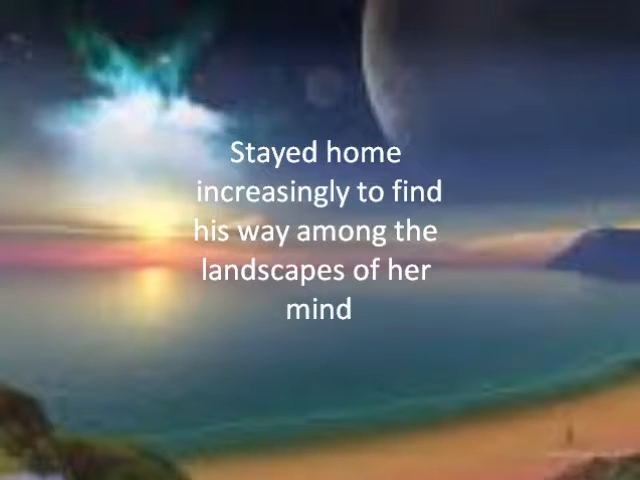 Stayed home
increasingly to find
his way among the
landscapes of her
mind